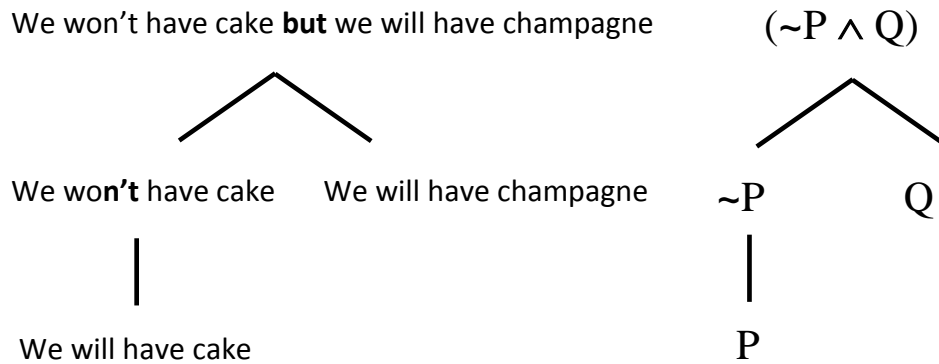 We won't have cake but we will have champagne (~P ∧ Q)
We won't have cake We will have champagne ~P Q
We will have cake P